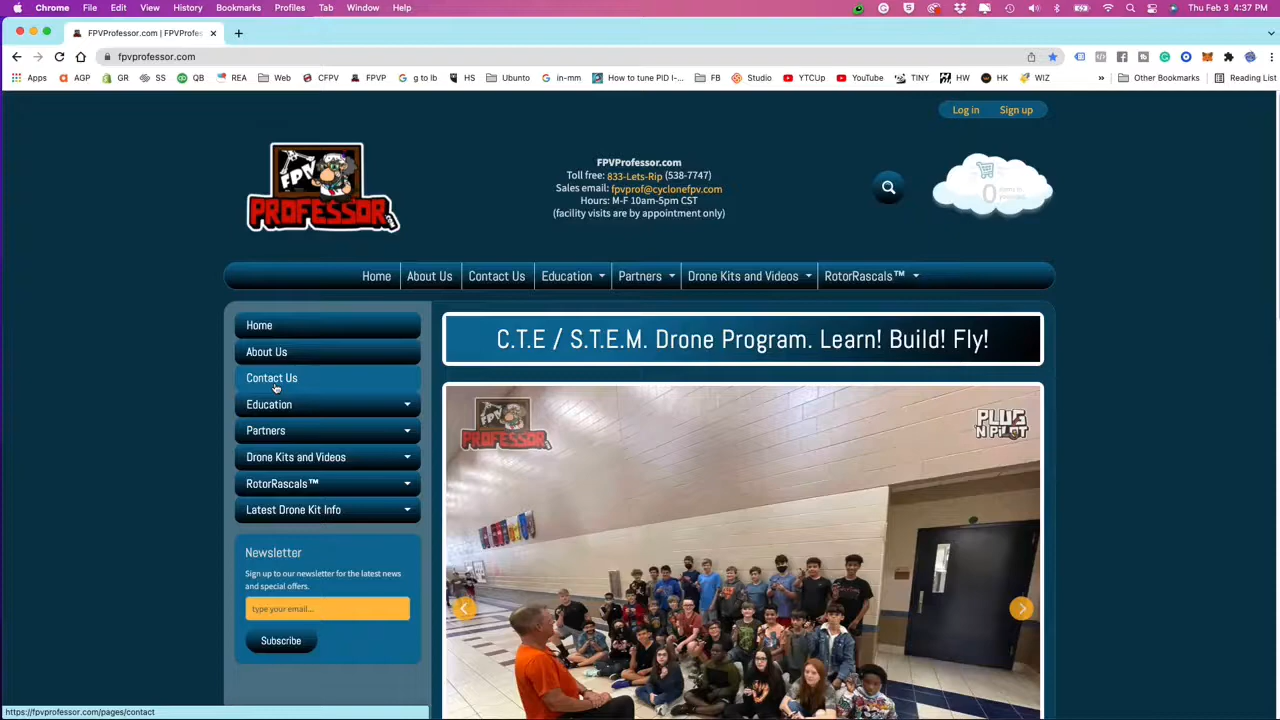 Chrome File Edit View History Bookmarks Profiles Tab Window Help Thu Feb 3 4:37 PM
FPVProfessor.com | FPVProfes
fpvprofessor.com
Apps AGP GR SS QB REA Web CFPV FPVP g to lb HS Ubunto in-mm How to tune PID I-... Fl Studio YTCUp YouTube TINY HW HK WIZ » Other Bookmarks Reading List
Log in Sign up
FPV
PROFESSOR
.COM
FPVProfessor.com
Toll free: 833-Lets-Rip (538-7747)
Sales email: fpvprof@cyclonefpv.com
Hours: M-F 10am-5pm CST
(facility visits are by appointment only)
0 items in
Home About Us Contact Us Education Partners Drone Kits and Videos RotorRascals™
Home
About Us
Contact Us
Education
Partners
Drone Kits and Videos
RotorRascals™
Latest Drone Kit Info
Newsletter
Sign up to our newsletter for the latest news
and special offers.
type your email...
Subscribe
C.T.E / S.T.E.M. Drone Program. Learn! Build! Fly!
FPV
PROFESSOR
PLUG
N PILOT
https://fpvprofessor.com/pages/contact